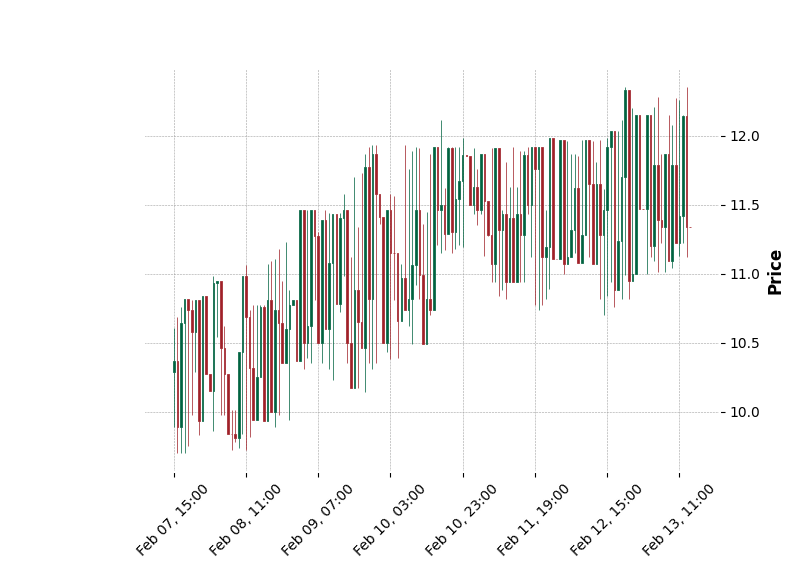 12.0
11.5
11.0
10.5
10.0
Price
Feb 07, 15:00
Feb 08, 11:00
Feb 09, 07:00
Feb 10, 03:00
Feb 10, 23:00
Feb 11, 19:00
Feb 12, 15:00
Feb 13, 11:00